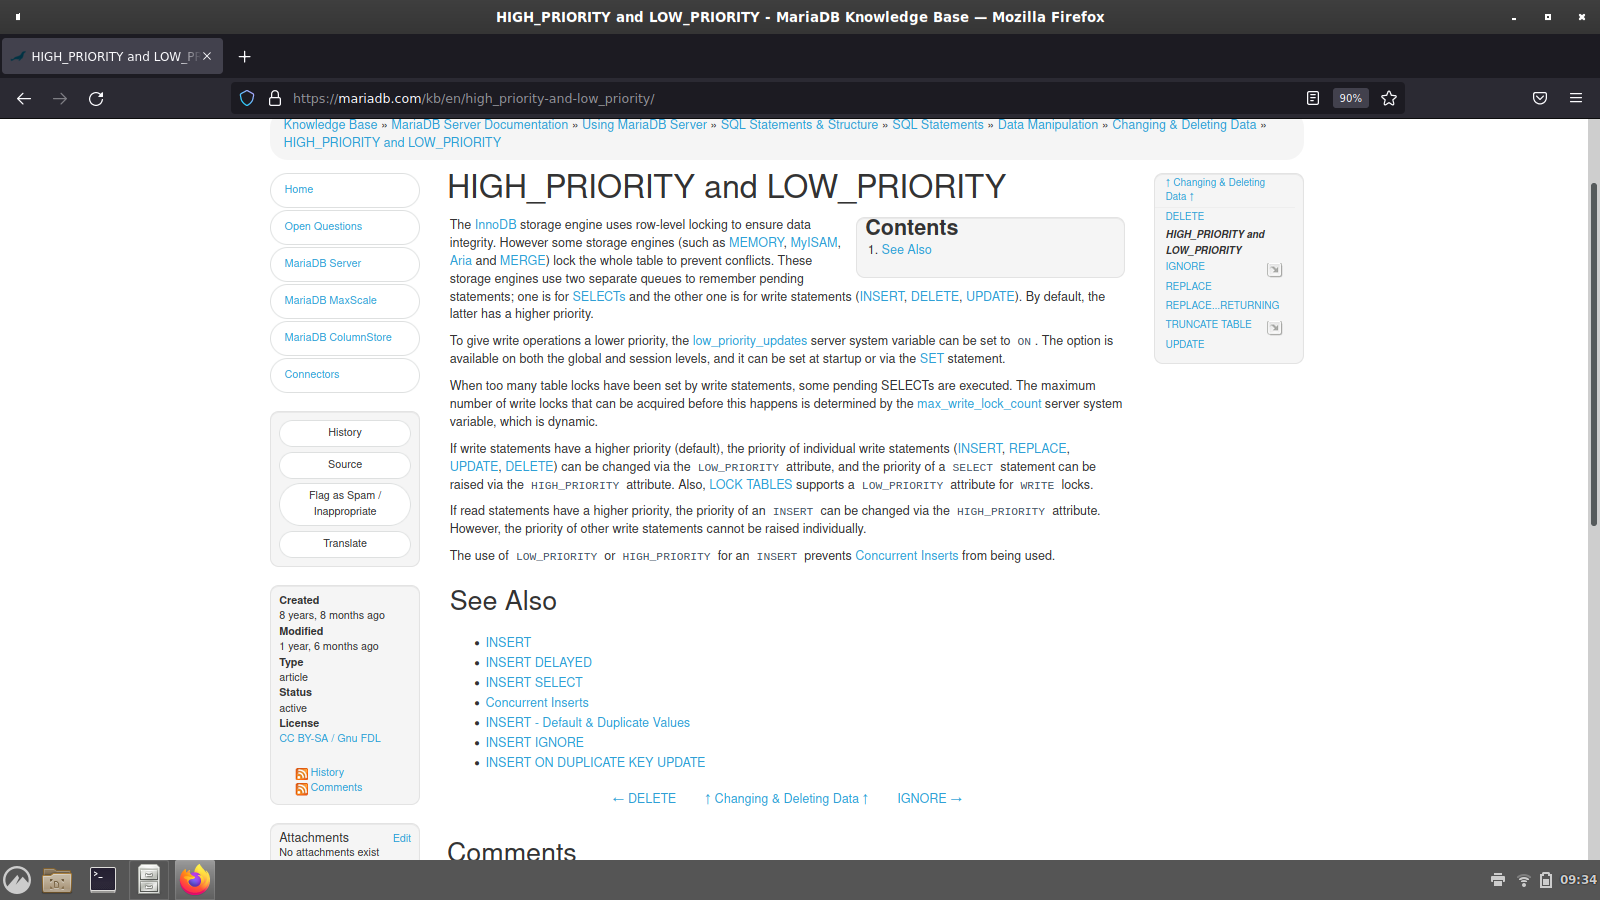 HIGH_PRIORITY and LOW_PRIORITY - MariaDB Knowledge Base — Mozilla Firefox
HIGH_PRIORITY and LOW_PR
https://mariadb.com/kb/en/high_priority-and-low_priority/
90%
Knowledge Base » MariaDB Server Documentation » Using MariaDB Server » SQL Statements & Structure » SQL Statements » Data Manipulation » Changing & Deleting Data »
HIGH_PRIORITY and LOW_PRIORITY
Home
Open Questions
MariaDB Server
MariaDB MaxScale
MariaDB ColumnStore
Connectors
History
Source
Flag as Spam /
Inappropriate
Translate
Created
8 years, 8 months ago
Modified
1 year, 6 months ago
Type
article
Status
active
License
CC BY-SA / Gnu FDL
History
Comments
Attachments Edit
No attachments exist
HIGH_PRIORITY and LOW_PRIORITY
Contents
1. See Also
The InnoDB storage engine uses row-level locking to ensure data
integrity. However some storage engines (such as MEMORY, MyISAM,
Aria and MERGE) lock the whole table to prevent conflicts. These
storage engines use two separate queues to remember pending
statements; one is for SELECTs and the other one is for write statements (INSERT, DELETE, UPDATE). By default, the
latter has a higher priority.
To give write operations a lower priority, the low_priority_updates server system variable can be set to ON . The option is
available on both the global and session levels, and it can be set at startup or via the SET statement.
When too many table locks have been set by write statements, some pending SELECTs are executed. The maximum
number of write locks that can be acquired before this happens is determined by the max_write_lock_count server system
variable, which is dynamic.
If write statements have a higher priority (default), the priority of individual write statements (INSERT, REPLACE,
UPDATE, DELETE) can be changed via the LOW_PRIORITY attribute, and the priority of a SELECT statement can be
raised via the HIGH_PRIORITY attribute. Also, LOCK TABLES supports a LOW_PRIORITY attribute for WRITE locks.
If read statements have a higher priority, the priority of an INSERT can be changed via the HIGH_PRIORITY attribute.
However, the priority of other write statements cannot be raised individually.
The use of LOW_PRIORITY or HIGH_PRIORITY for an INSERT prevents Concurrent Inserts from being used.
See Also
• INSERT
• INSERT DELAYED
• INSERT SELECT
• Concurrent Inserts
• INSERT - Default & Duplicate Values
• INSERT IGNORE
• INSERT ON DUPLICATE KEY UPDATE
← DELETE ↑ Changing & Deleting Data ↑ IGNORE →
Comments
↑ Changing & Deleting
Data ↑
DELETE
HIGH_PRIORITY and
LOW_PRIORITY
IGNORE
REPLACE
REPLACE...RETURNING
TRUNCATE TABLE
UPDATE
09:34